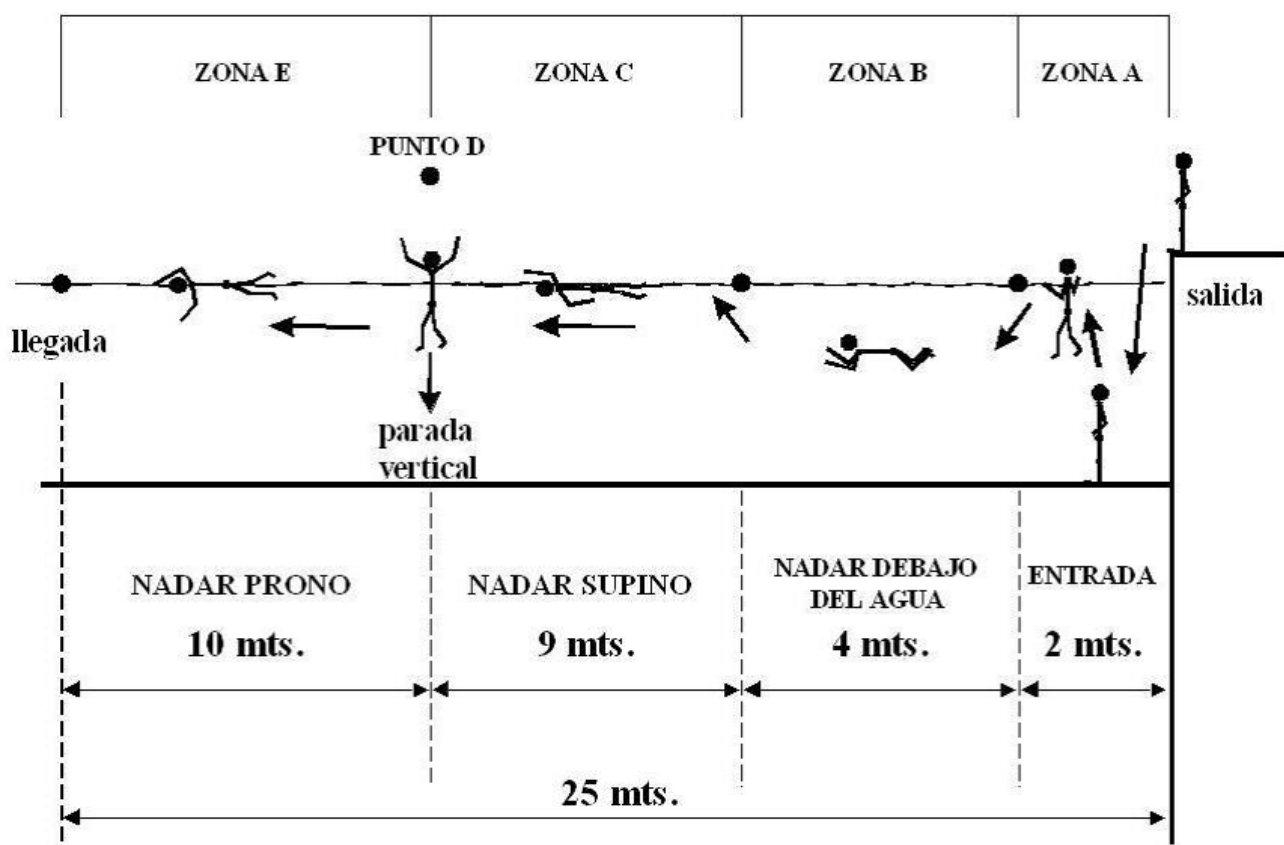 ZONA E
ZONA C
ZONA B
ZONA A
PUNTO D
salida
llegada
parada
vertical
NADAR PRONO
10 mts.
NADAR SUPINO
9 mts.
NADAR DEBAJO
DEL AGUA
4 mts.
ENTRADA
2 mts.
25 mts.